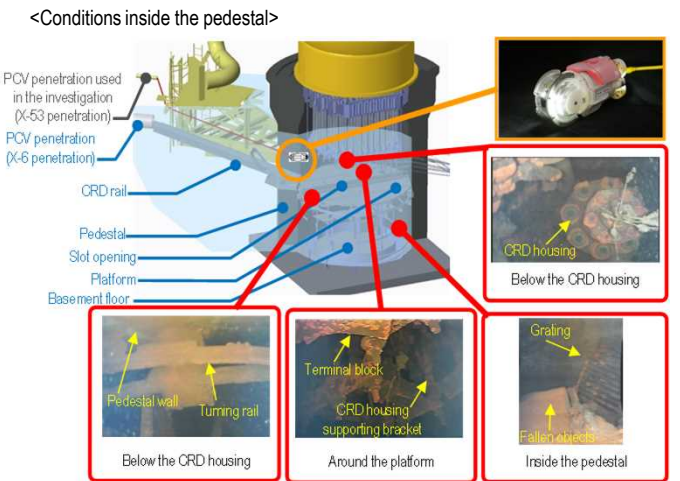 <Conditions inside the pedestal>
PCV penetration used
in the investigation
(X-53 penetration)
PCV penetration
(X-6 penetration)
CRD rail
Pedestal
Slot opening
Platform
Basement floor
CRD housing
Below the CRD housing
Pedestal wall
Turning rail
Below the CRD housing
Terminal block
CRD housing
supporting bracket
Around the platform
Grating
Fallen objects
Inside the pedestal